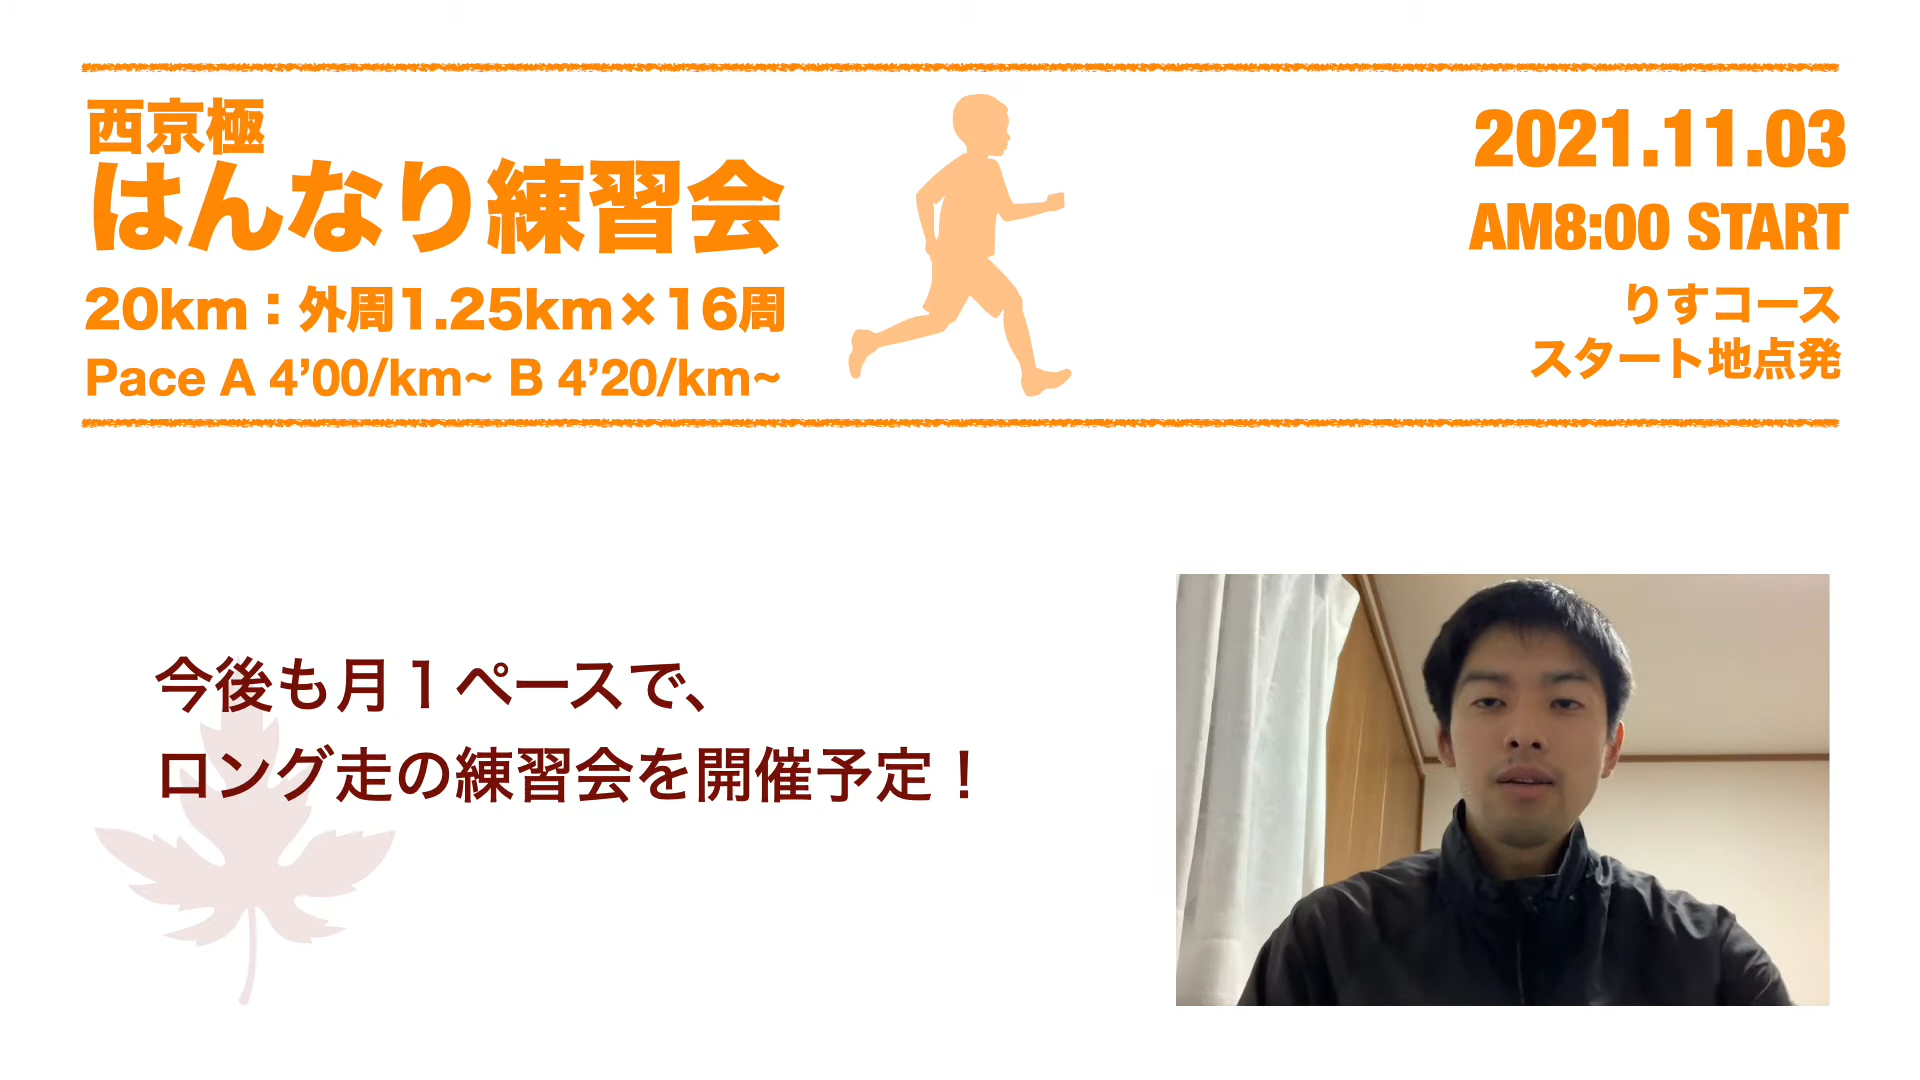 西京極
はんなり練習会
20km：外周1.25km×16周
Pace A 4’00/km~ B 4’20/km~
2021.11.03
AM8:00 START
りすコース
スタート地点発
今後も月１ペースで、
ロング走の練習会を開催予定！